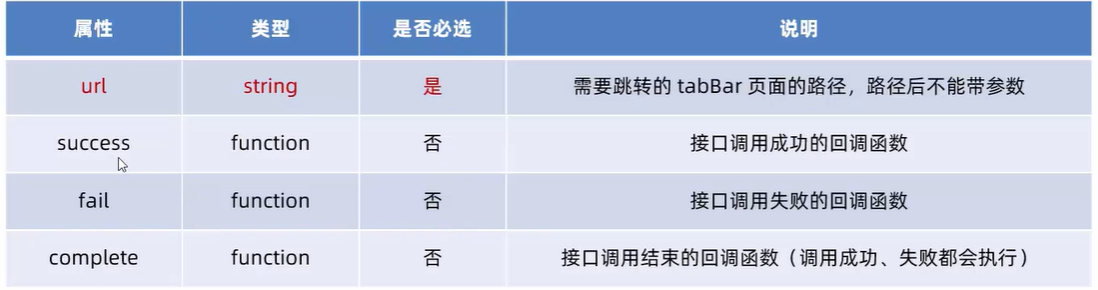 属性 类型 是否必选 说明
url string 是 需要跳转的 tabBar 页面的路径，路径后不能带参数
success function 否 接口调用成功的回调函数
fail function 否 接口调用失败的回调函数
complete function 否 接口调用结束的回调函数（调用成功、失败都会执行）